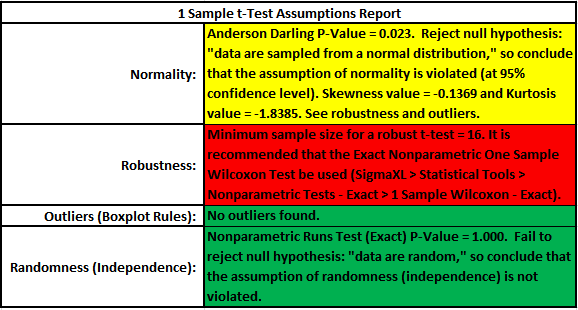 1 Sample t-Test Assumptions Report
Normality:
Anderson Darling P-Value = 0.023.  Reject null hypothesis:
"data are sampled from a normal distribution," so conclude
that the assumption of normality is violated (at 95%
confidence level). Skewness value = -0.1369 and Kurtosis
value = -1.8385. See robustness and outliers.
Robustness:
Minimum sample size for a robust t-test = 16. It is
recommended that the Exact Nonparametric One Sample
Wilcoxon Test be used (SigmaXL > Statistical Tools >
Nonparametric Tests - Exact > 1 Sample Wilcoxon - Exact).
Outliers (Boxplot Rules):
No outliers found.
Randomness (Independence):
Nonparametric Runs Test (Exact) P-Value = 1.000.  Fail to
reject null hypothesis: "data are random," so conclude that
the assumption of randomness (independence) is not
violated.